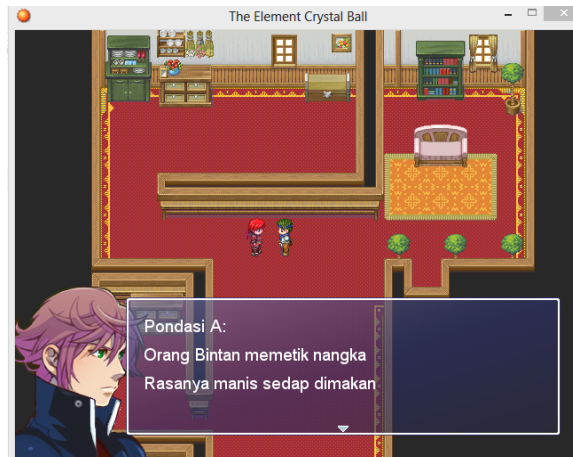 The Element Crystal Ball
Pondasi A:
Orang Bintan memetik nangka
Rasanya manis sedap dimakan